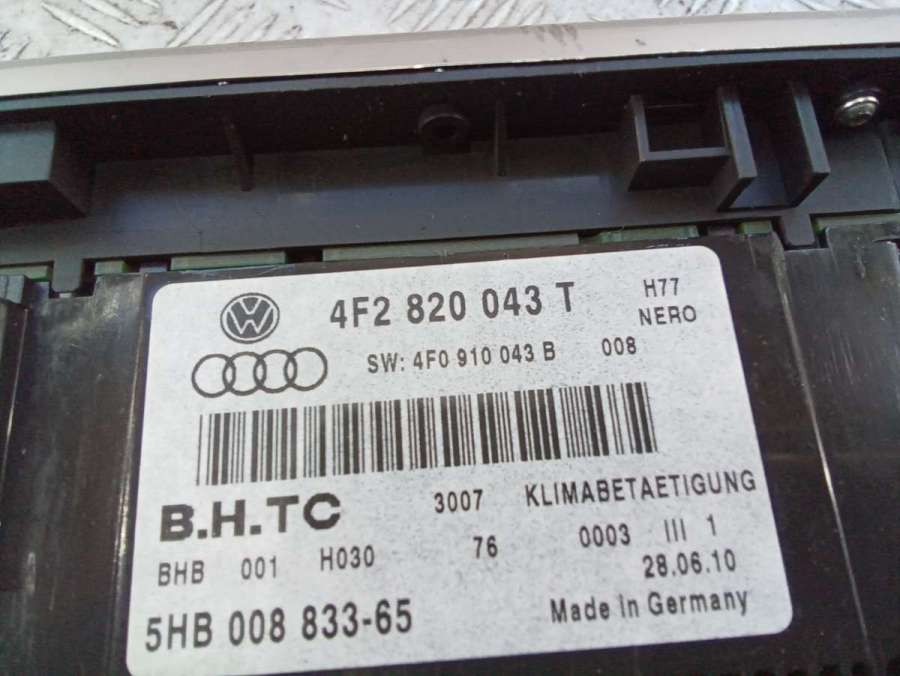 4F2 820 043 T H77
NERO
SW: 4F0 910 043 B 008
B.H.TC 3007 KLIMABETAETIGUNG
BHB 001 H030 76 0003 III 1
28.06.10
5HB 008 833-65 Made in Germany